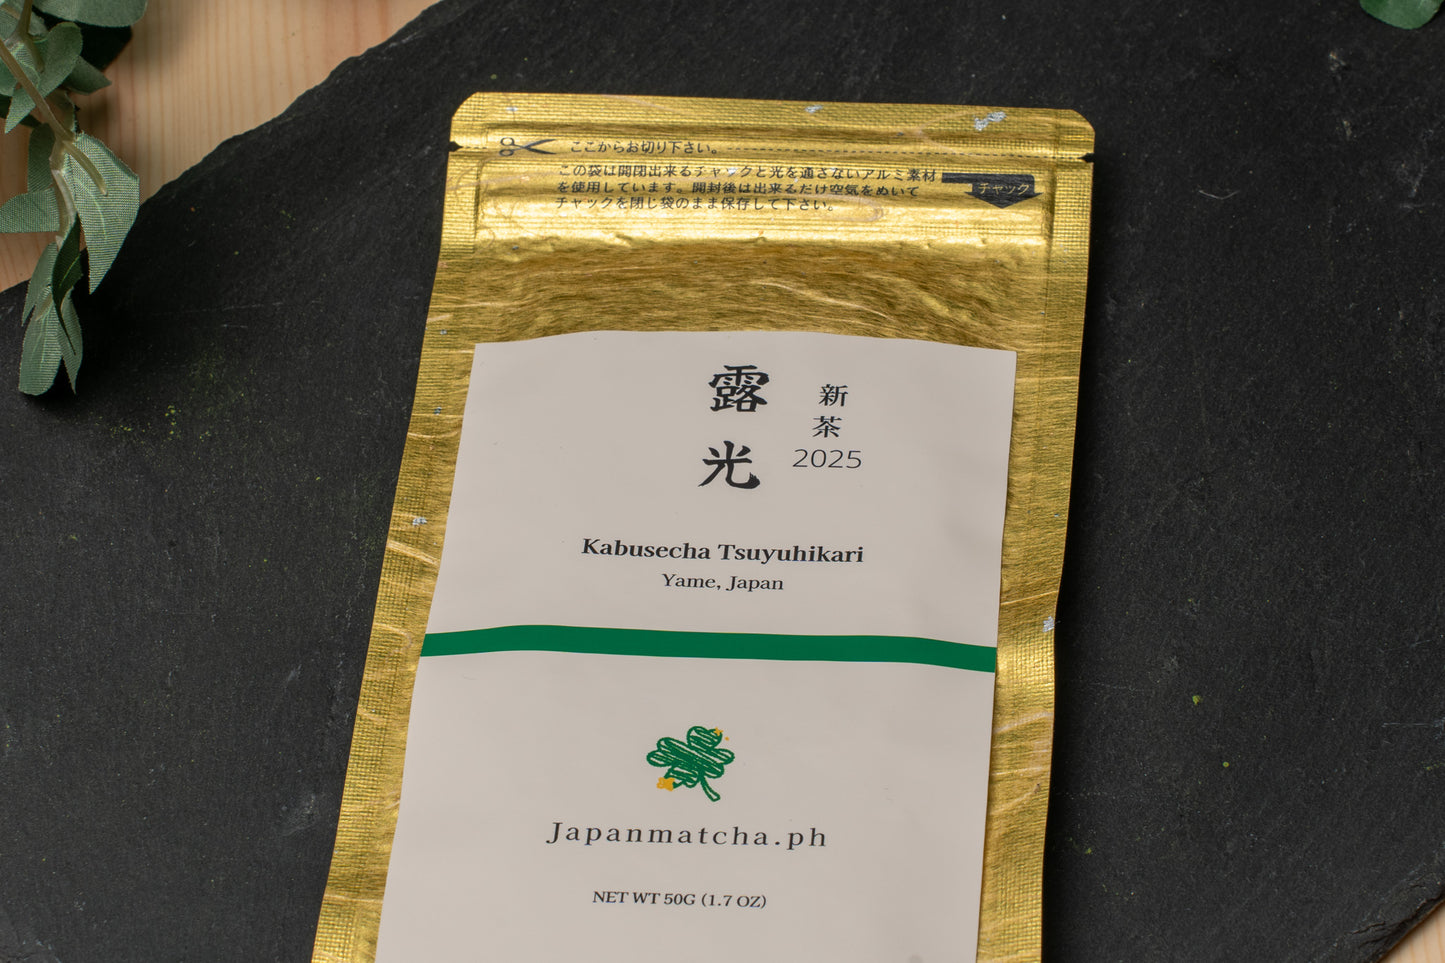 ここからお切り下さい。
この袋は開閉出来るチャックと光を通さないアルミ素材
を使用しています。開封後は出来るだけ空気をぬいて
チャックを閉じ袋のまま保存して下さい。
チャック
露光
新茶
2025
Kabusecha Tsuyuhikari
Yame, Japan
Japanmatcha.ph
NET WT 50G (1.7 OZ)